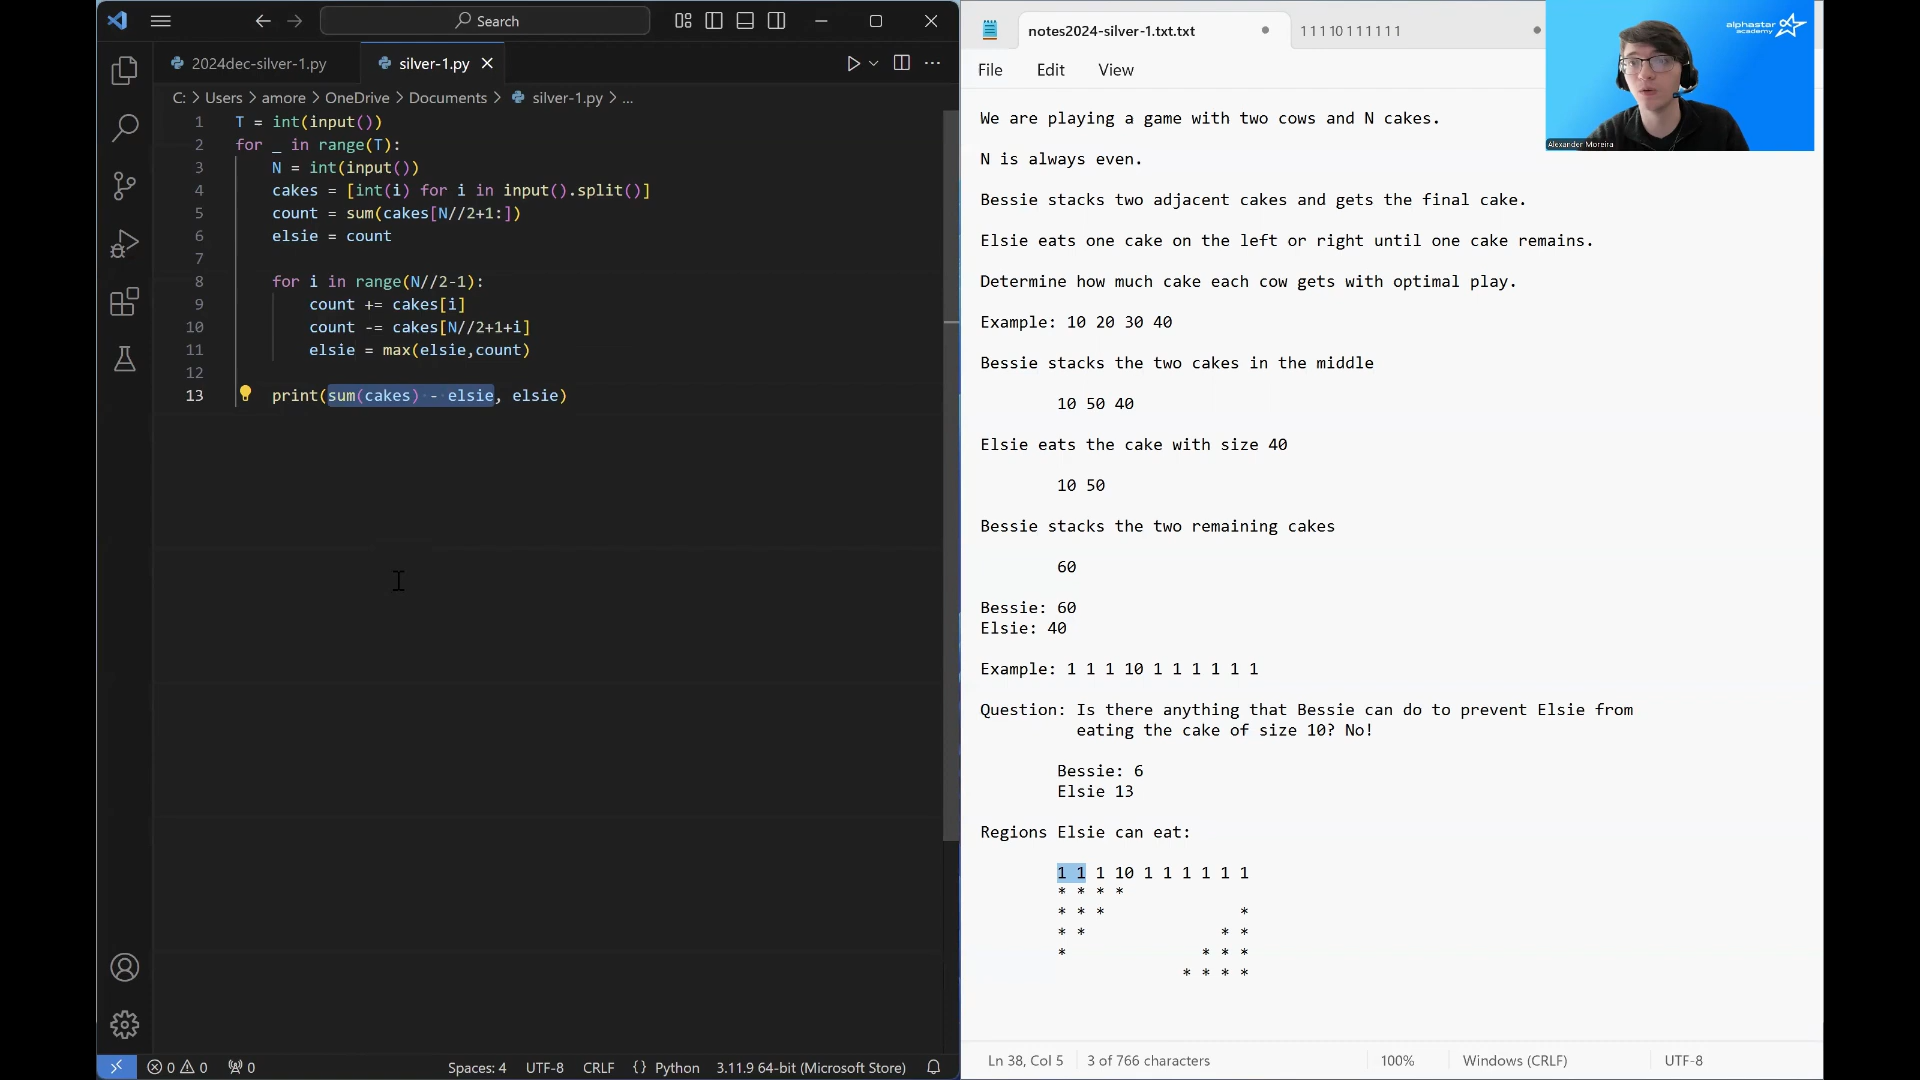 Search
2024dec-silver-1.py
silver-1.py
C: > Users > amore > OneDrive > Documents > silver-1.py > ...
1 T = int(input())
2 for _ in range(T):
3 N = int(input())
4 cakes = [int(i) for i in input().split()]
5 count = sum(cakes[N//2+1:])
6 elsie = count
7
8 for i in range(N//2-1):
9 count += cakes[i]
10 count -= cakes[N//2+1+i]
11 elsie = max(elsie,count)
12
13 print(sum(cakes) - elsie, elsie)
0 0 0
Spaces: 4 UTF-8 CRLF {} Python 3.11.9 64-bit (Microsoft Store)
notes2024-silver-1.txt.txt
1 1 1 10 1 1 1 1 1 1
File Edit View
alphastar
academy
Alexander Moreira
We are playing a game with two cows and N cakes.
N is always even.
Bessie stacks two adjacent cakes and gets the final cake.
Elsie eats one cake on the left or right until one cake remains.
Determine how much cake each cow gets with optimal play.
Example: 10 20 30 40
Bessie stacks the two cakes in the middle
10 50 40
Elsie eats the cake with size 40
10 50
Bessie stacks the two remaining cakes
60
Bessie: 60
Elsie: 40
Example: 1 1 1 10 1 1 1 1 1 1
Question: Is there anything that Bessie can do to prevent Elsie from
eating the cake of size 10? No!
Bessie: 6
Elsie 13
Regions Elsie can eat:
1 1 1 10 1 1 1 1 1 1
* * * *
* * * *
* * * *
* * * *
* * * *
Ln 38, Col 5 3 of 766 characters 100% Windows (CRLF) UTF-8